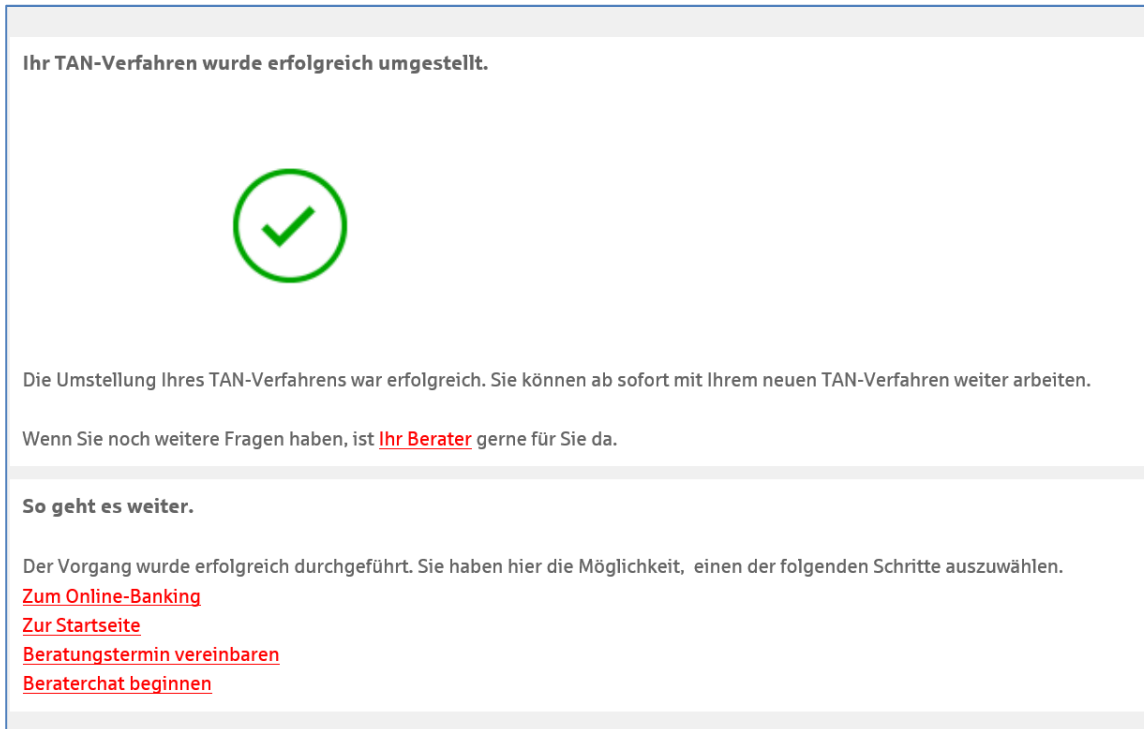 Ihr TAN-Verfahren wurde erfolgreich umgestellt.
Die Umstellung Ihres TAN-Verfahrens war erfolgreich. Sie können ab sofort mit Ihrem neuen TAN-Verfahren weiter arbeiten.
Wenn Sie noch weitere Fragen haben, ist Ihr Berater gerne für Sie da.
So geht es weiter.
Der Vorgang wurde erfolgreich durchgeführt. Sie haben hier die Möglichkeit, einen der folgenden Schritte auszuwählen.
Zum Online-Banking
Zur Startseite
Beratungstermin vereinbaren
Beraterchat beginnen